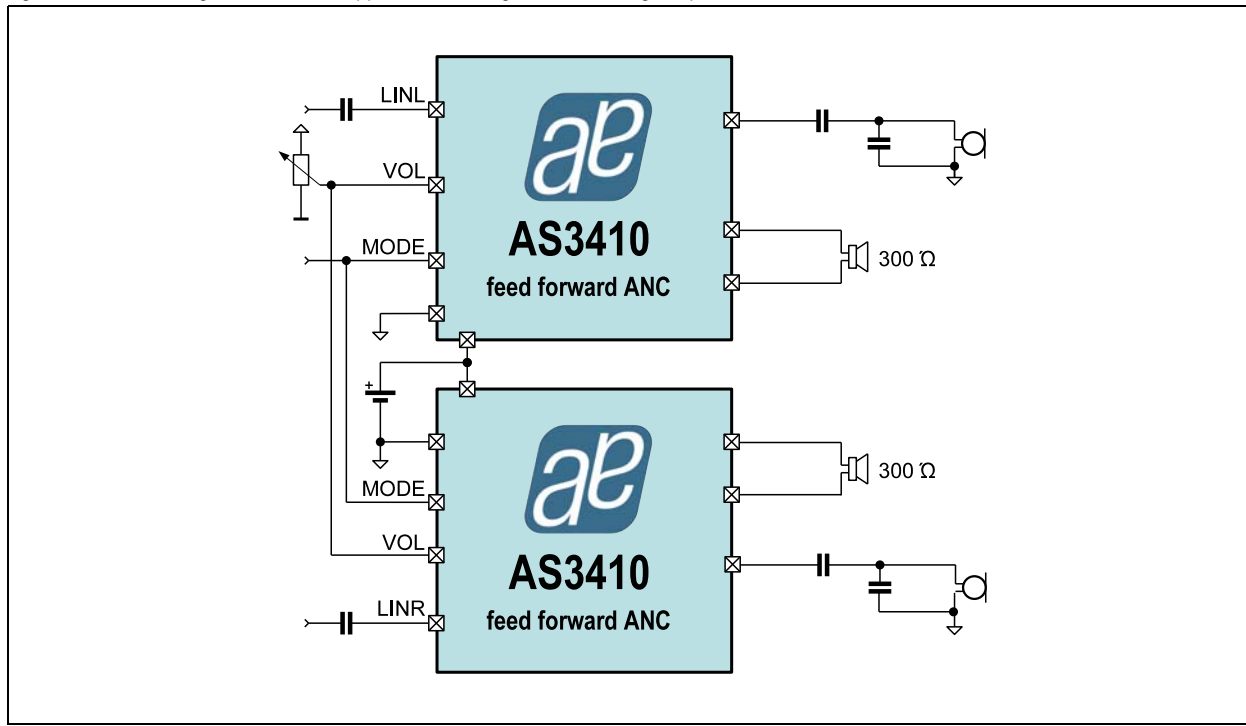 LINL
VOL
MODE
AS3410
feed forward ANC
300 Ω
+
MODE
VOL
LINR
AS3410
feed forward ANC
300 Ω